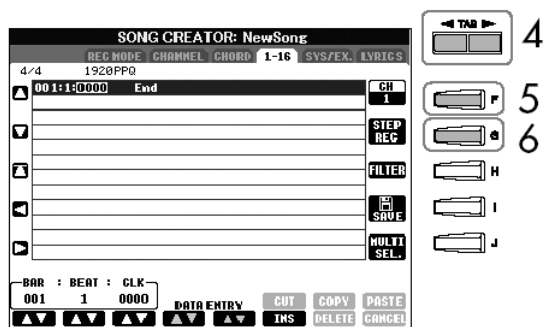 SONG CREATOR: NewSong
REC MODE CHANNEL CHORD 1-16 SYS/EX. LYRICS
4/4 1920PPQ
001:1:0000 End
CH
1
STEP
REC
FILTER
SAVE
MULTI
SEL.
BAR : BEAT : CLK
001 1 0000
DATA ENTRY
CUT COPY PASTE
INS DELETE CANCEL
TAB
4
F 5
G 6
H
I
J